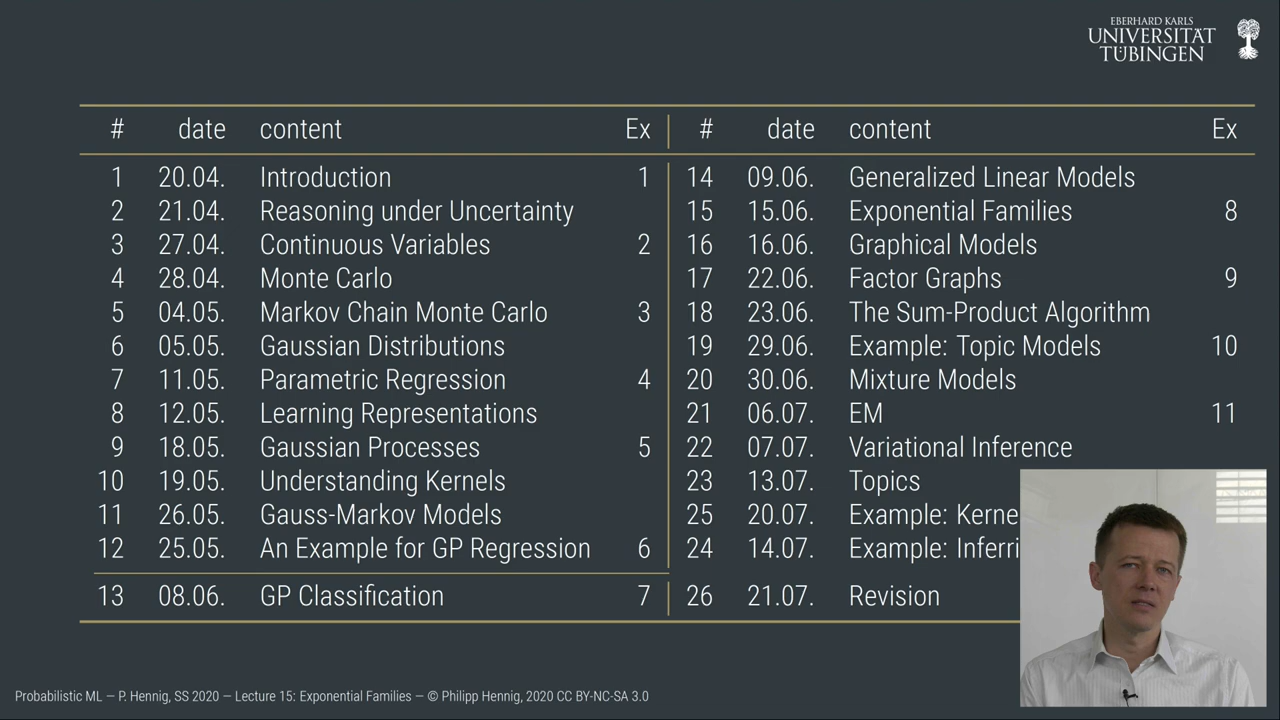 EBERHARD KARLS
UNIVERSITÄT
TÜBINGEN
# date content Ex
1 20.04. Introduction 1
2 21.04. Reasoning under Uncertainty
3 27.04. Continuous Variables 2
4 28.04. Monte Carlo
5 04.05. Markov Chain Monte Carlo 3
6 05.05. Gaussian Distributions
7 11.05. Parametric Regression 4
8 12.05. Learning Representations
9 18.05. Gaussian Processes 5
10 19.05. Understanding Kernels
11 26.05. Gauss-Markov Models
12 25.05. An Example for GP Regression 6
13 08.06. GP Classification 7
# date content Ex
14 09.06. Generalized Linear Models
15 15.06. Exponential Families 8
16 16.06. Graphical Models
17 22.06. Factor Graphs 9
18 23.06. The Sum-Product Algorithm
19 29.06. Example: Topic Models 10
20 30.06. Mixture Models
21 06.07. EM 11
22 07.07. Variational Inference
23 13.07. Topics
25 20.07. Example: Kerne
24 14.07. Example: Inferri
26 21.07. Revision
Probabilistic ML — P. Hennig, SS 2020 — Lecture 15: Exponential Families — © Philipp Hennig, 2020 CC BY-NC-SA 3.0